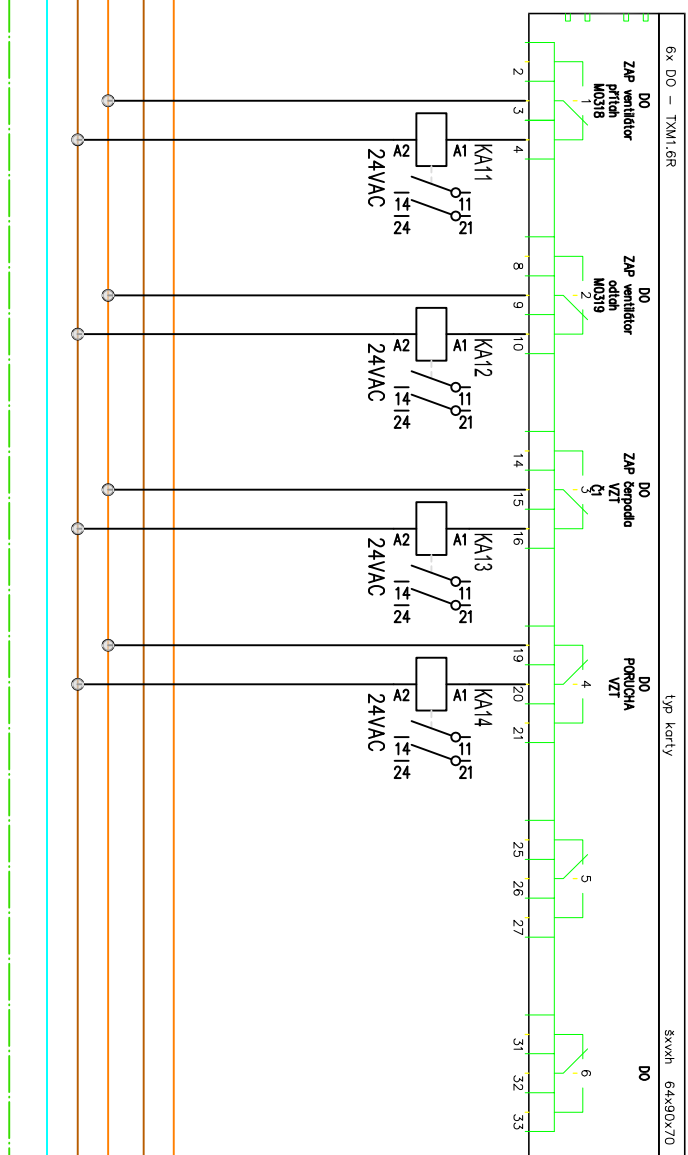 6x DO – TXM1.6R
typ karty
šxvxh 64x90x70
DO
ZAP ventilátor
přítah
M0318
1
2
3
4
DO
ZAP ventilátor
odtah
M0319
2
8
9
10
DO
ZAP čerpadla
VZT
Č1
3
14
15
16
DO
PORUCHA
VZT
4
19
20
21
5
25
26
27
DO
6
31
32
33
KA11
A1
A2
11
21
14
24
24VAC
KA12
A1
A2
11
21
14
24
24VAC
KA13
A1
A2
11
21
14
24
24VAC
KA14
A1
A2
11
21
14
24
24VAC